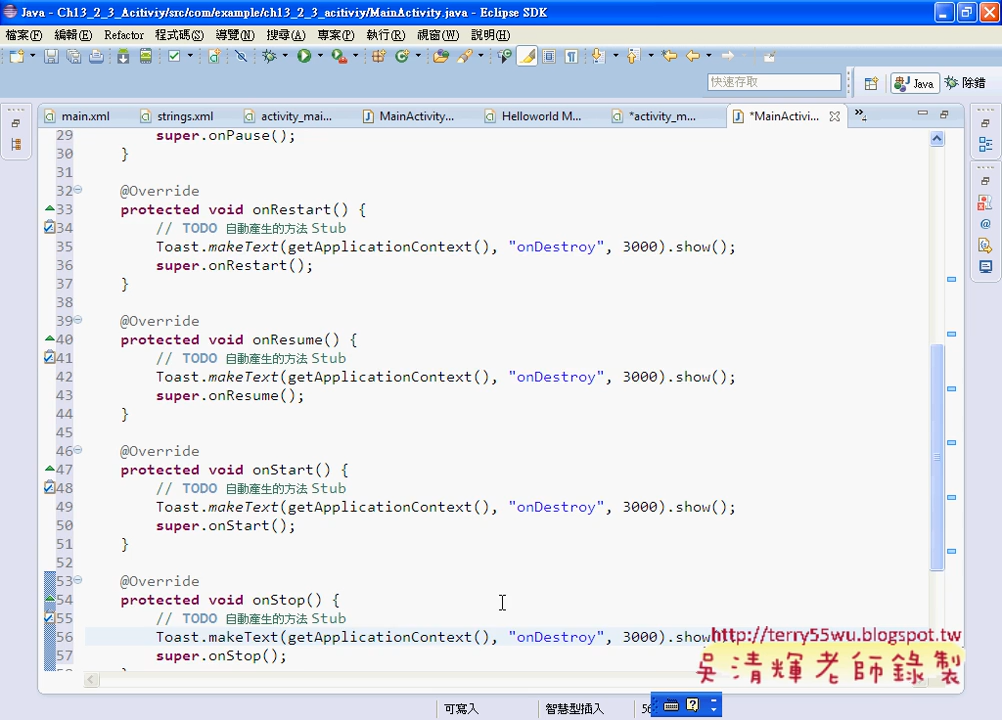 Java - Ch13_2_3_Acitiviy/src/com/example/ch13_2_3_acitiviy/MainActivity.java - Eclipse SDK
檔案(F) 編輯(E) Refactor 程式碼(S) 導覽(N) 搜尋(A) 專案(P) 執行(R) 視窗(W) 說明(H)
快速存取 Java 除錯
main.xml strings.xml activity_mai... MainActivity... Helloworld M... *activity_m... *MainActivi...
29 super.onPause();
30 }
31
32 @Override
33 protected void onRestart() {
34 // TODO 自動產生的方法 Stub
35 Toast.makeText(getApplicationContext(), "onDestroy", 3000).show();
36 super.onRestart();
37 }
38
39 @Override
40 protected void onResume() {
41 // TODO 自動產生的方法 Stub
42 Toast.makeText(getApplicationContext(), "onDestroy", 3000).show();
43 super.onResume();
44 }
45
46 @Override
47 protected void onStart() {
48 // TODO 自動產生的方法 Stub
49 Toast.makeText(getApplicationContext(), "onDestroy", 3000).show();
50 super.onStart();
51 }
52
53 @Override
54 protected void onStop() {
55 // TODO 自動產生的方法 Stub
56 Toast.makeText(getApplicationContext(), "onDestroy", 3000).show
http://terry55wu.blogspot.tw
57 super.onStop();
吳清輝老師錄製
可寫入 智慧型插入